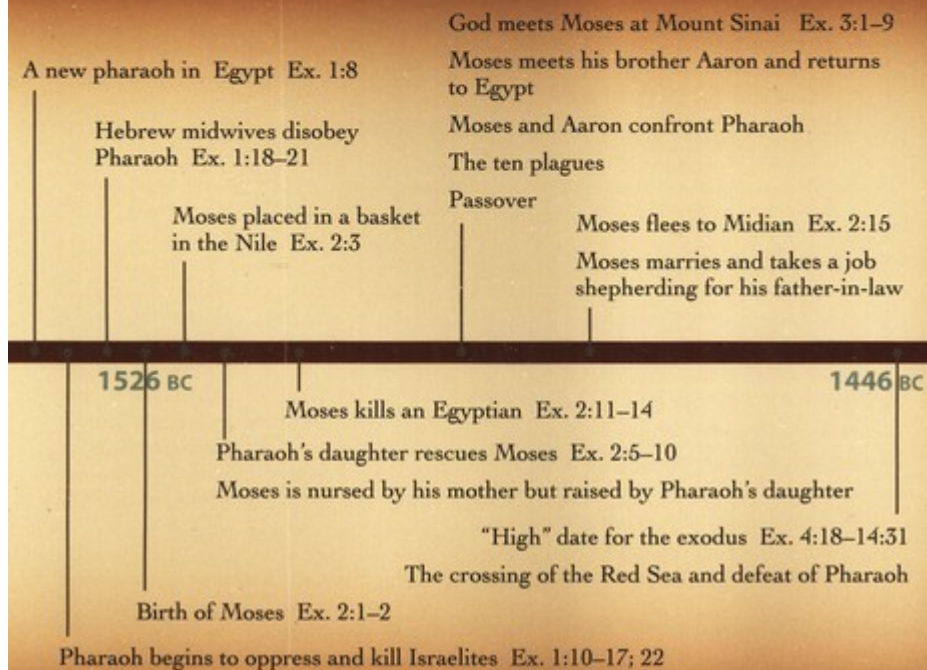 God meets Moses at Mount Sinai Ex. 3:1–9
A new pharaoh in Egypt Ex. 1:8
Moses meets his brother Aaron and returns
to Egypt
Hebrew midwives disobey
Pharaoh Ex. 1:18–21
Moses and Aaron confront Pharaoh
The ten plagues
Passover
Moses placed in a basket
in the Nile Ex. 2:3
Moses flees to Midian Ex. 2:15
Moses marries and takes a job
shepherding for his father-in-law
1526 BC
1446 BC
Moses kills an Egyptian Ex. 2:11–14
Pharaoh’s daughter rescues Moses Ex. 2:5–10
Moses is nursed by his mother but raised by Pharaoh’s daughter
“High” date for the exodus Ex. 4:18–14:31
The crossing of the Red Sea and defeat of Pharaoh
Birth of Moses Ex. 2:1–2
Pharaoh begins to oppress and kill Israelites Ex. 1:10–17; 22